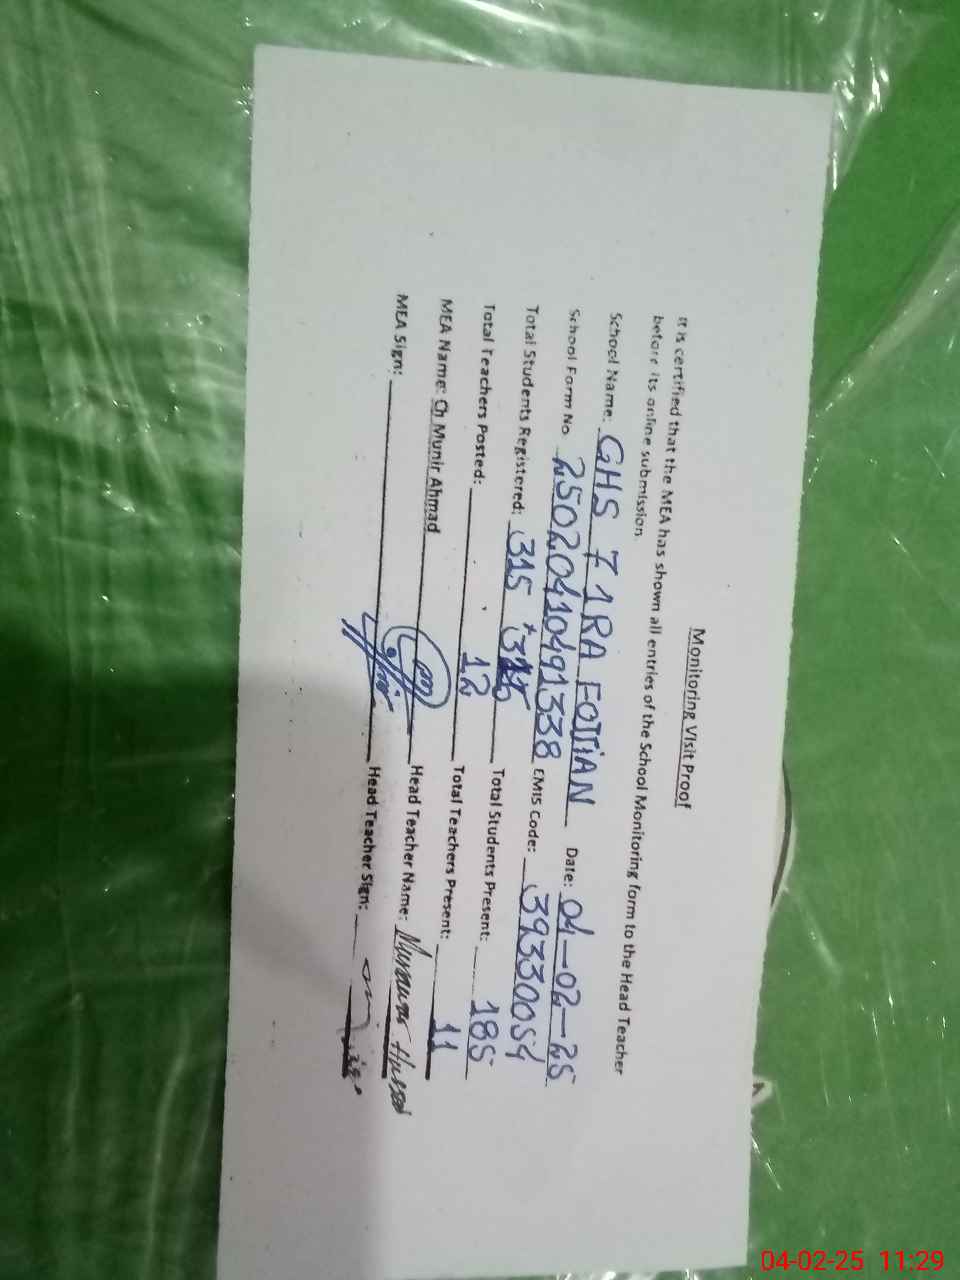 Monitoring Visit Proof
It is certified that the MEA has shown all entries of the School Monitoring form to the Head Teacher
before its online submission.
School Name: GHS 71RA EOTTIAN Date: 04-02-25
School Form No 25020410491338 EMIS Code: 39330054
Total Students Registered: 315 Total Students Present: 185
Total Teachers Posted: 12 Total Teachers Present: 11
MEA Name: Ch Munir Ahmad Head Teacher Name:
MEA Sign: Head Teacher Sign:
04-02-25 11:29